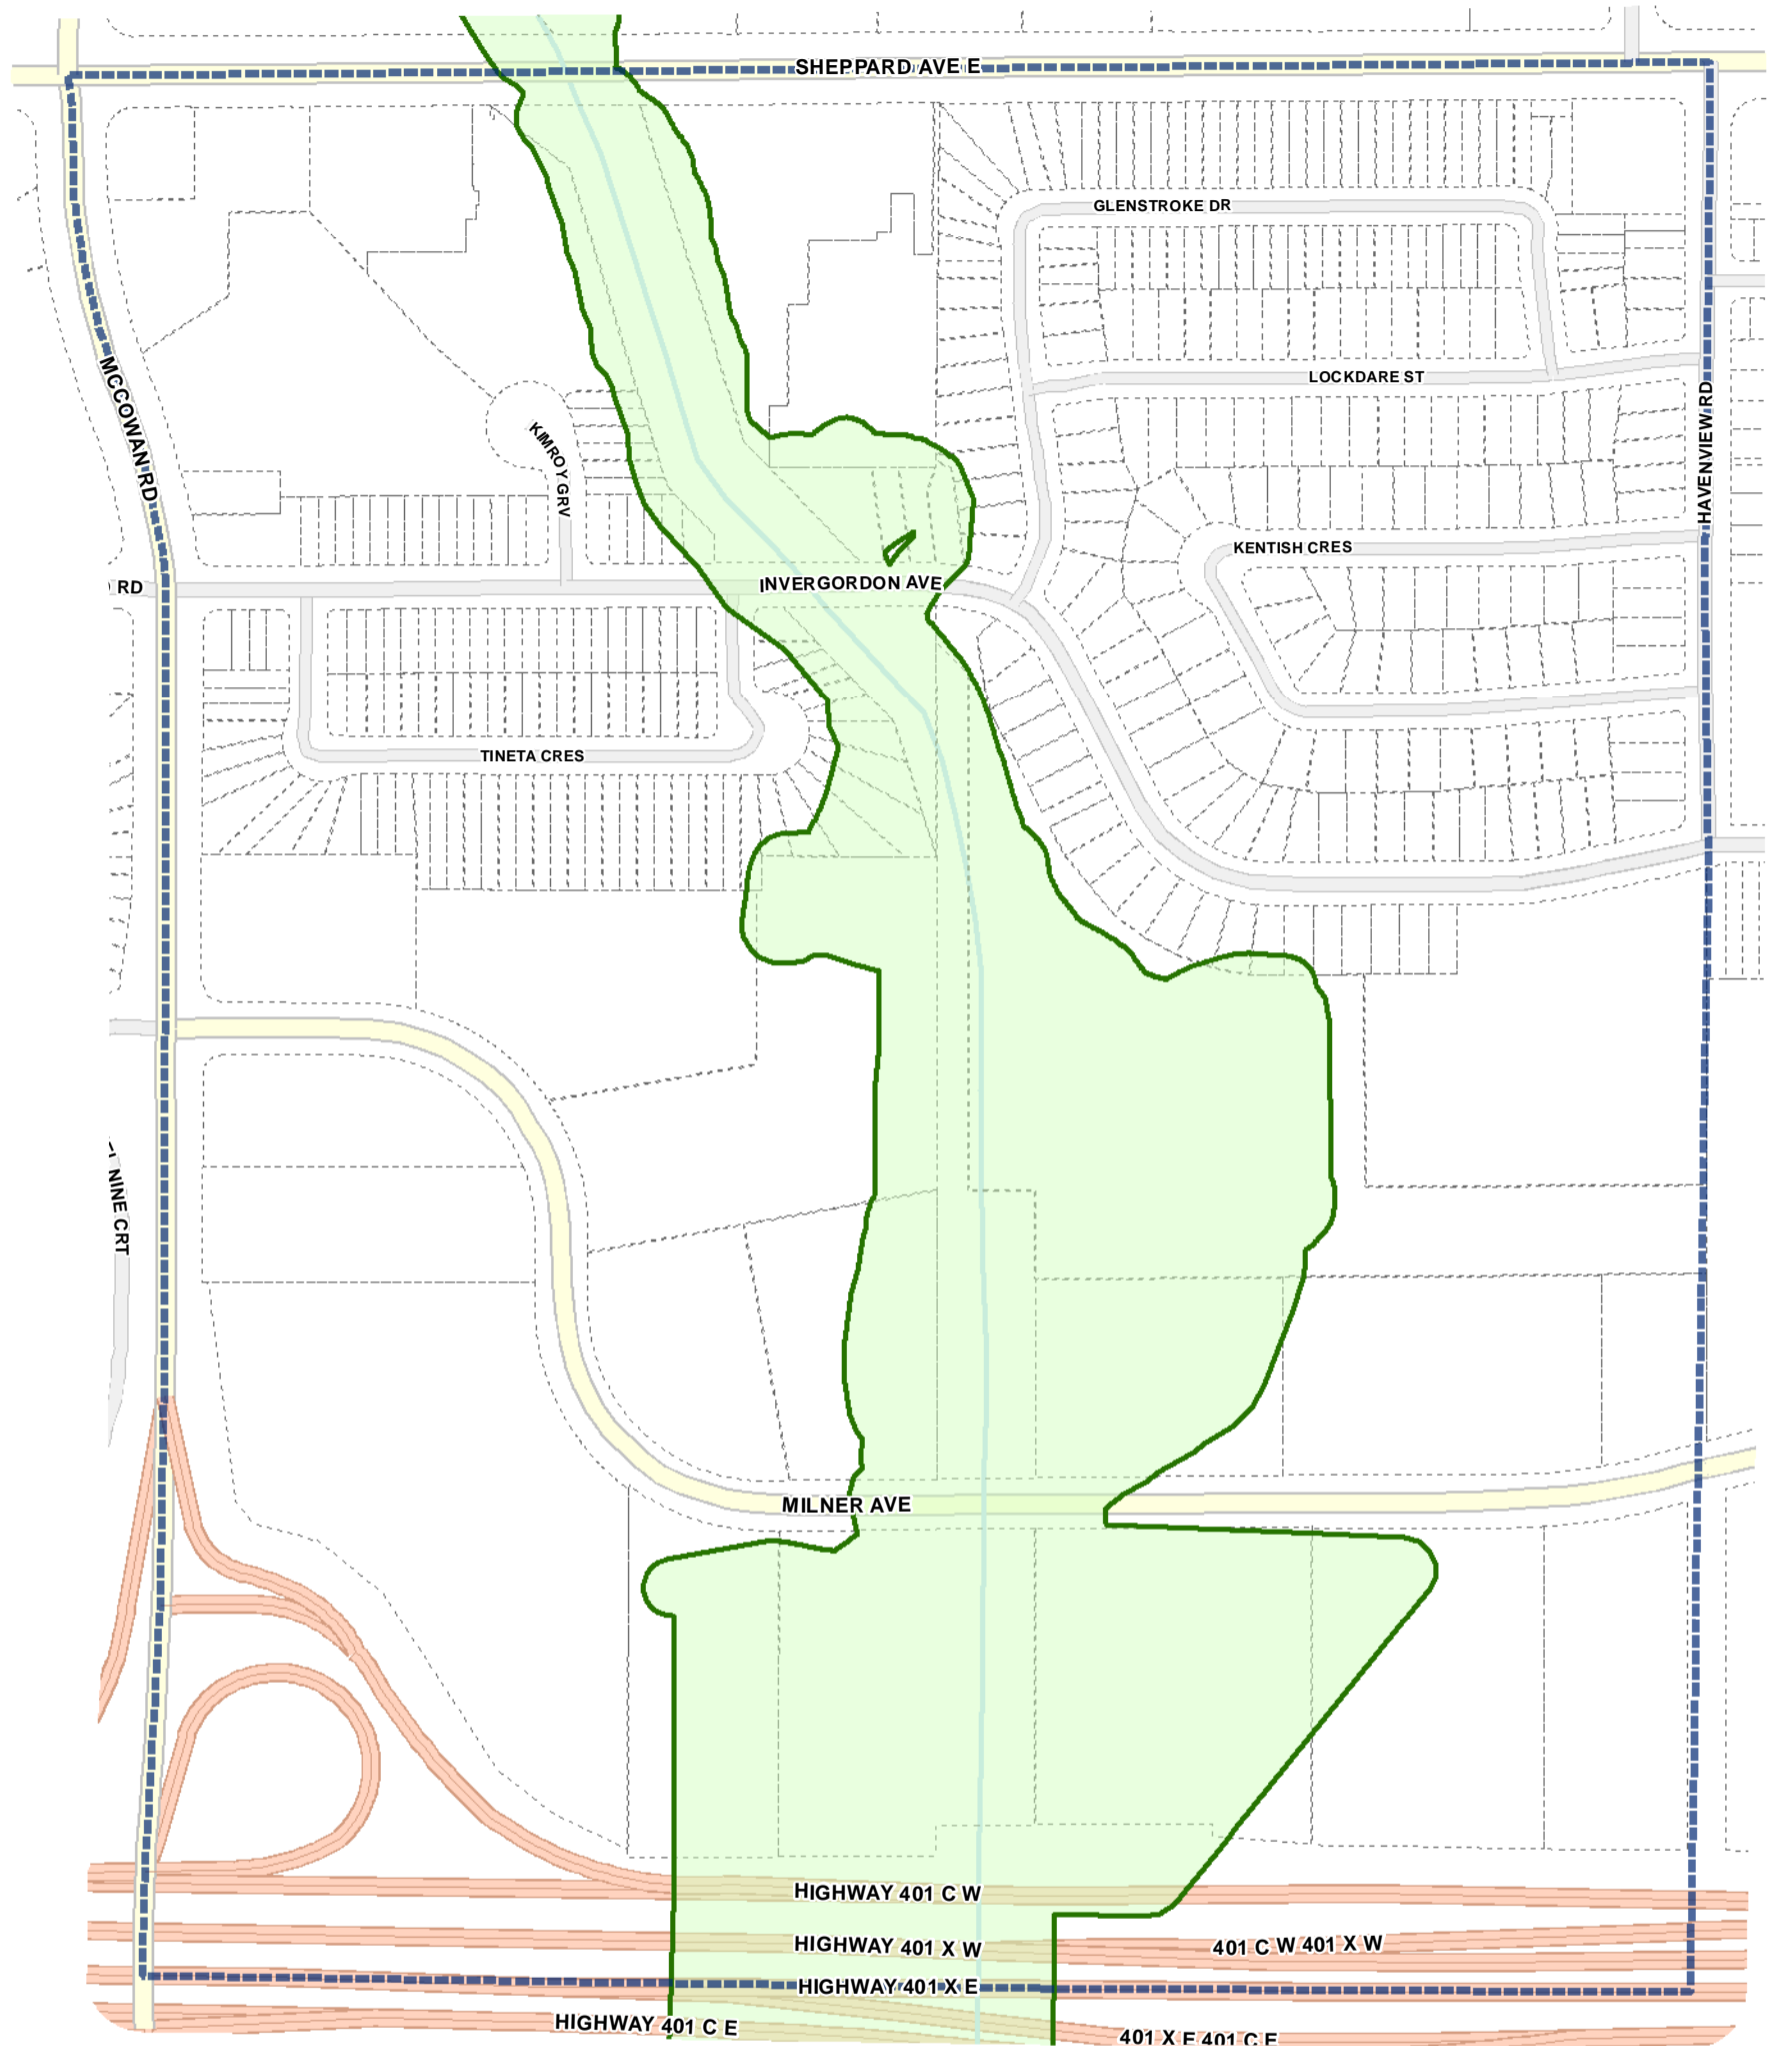 SHEPPARD AVE E
GLENSTROKE DR
MCCOWAN RD
LOCKDARE ST
HAVENVIEW RD
KIMROY GRV
KENTISH CRES
RD
INVERGORDON AVE
TINETA CRES
NINE CRT
MILNER AVE
HIGHWAY 401 C W
HIGHWAY 401 X W
401 C W 401 X W
HIGHWAY 401 X E
HIGHWAY 401 C E
401 X E 401 C E